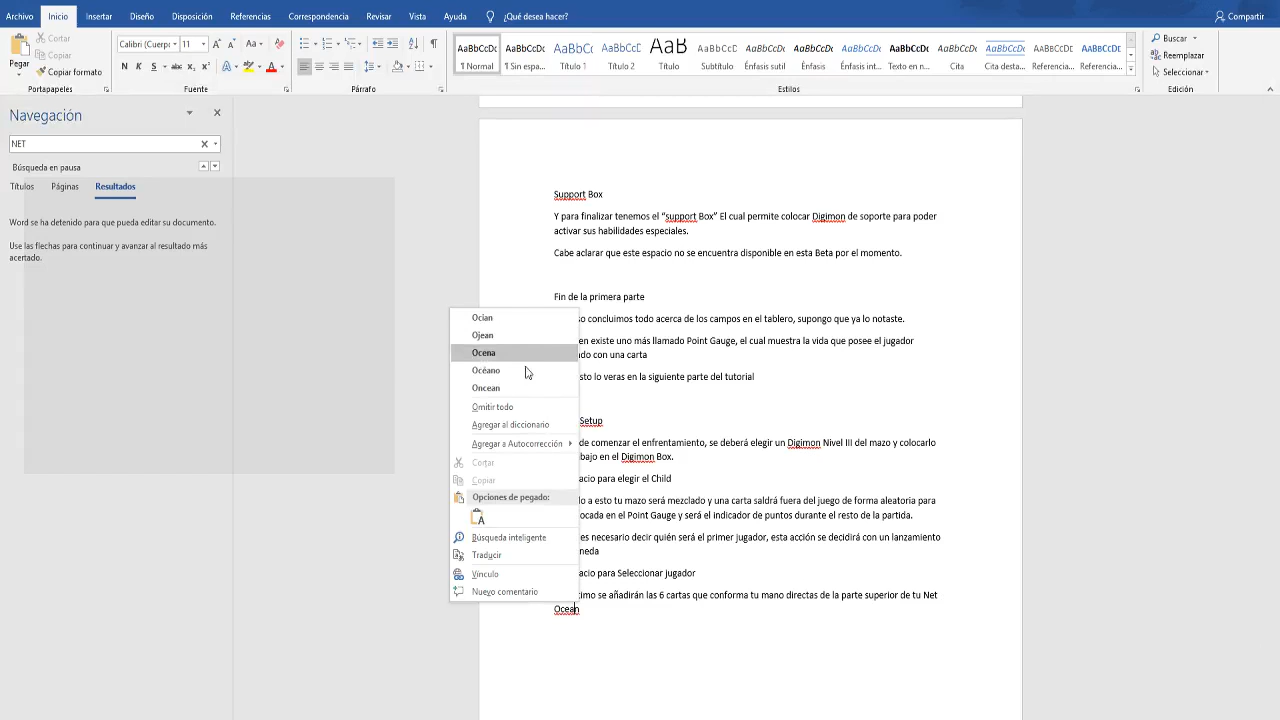 Archivo Inicio Insertar Diseño Disposición Referencias Correspondencia Revisar Vista Ayuda ¿Qué desea hacer? Compartir
Pegar
Cortar
Copiar
Copiar formato
Portapapeles
Calibri (Cuerpo 11
Aa
N K S abc X₂ X²
Fuente
Párrafo
AaBbCcDc AaBbCcDc AaBbCc AaBbCcD AaB AaBbCcD AaBbCcDc AaBbCcDc AaBbCcDc AaBbCcDc AaBbCcDc AaBbCcDc AaBbCcDc AaBbCcDc
¶ Normal ¶ Sin espa... Título 1 Título 2 Título Subtítulo Énfasis sutil Énfasis Énfasis int... Texto en n... Cita Cita desta... Referencia... Referencia...
Estilos
Buscar
Reemplazar
Seleccionar
Edición
Navegación
NET
Búsqueda en pausa
Títulos Páginas Resultados
Word se ha detenido para que pueda editar su documento.
Use las flechas para continuar y avanzar al resultado más
acertado.
Support Box
Y para finalizar tenemos el “support Box” El cual permite colocar Digimon de soporte para poder
activar sus habilidades especiales.
Cabe aclarar que este espacio no se encuentra disponible en esta Beta por el momento.
Fin de la primera parte
so concluimos todo acerca de los campos en el tablero, supongo que ya lo notaste.
en existe uno más llamado Point Gauge, el cual muestra la vida que posee el jugador
do con una carta
sto lo veras en la siguiente parte del tutorial
Setup
de comenzar el enfrentamiento, se deberá elegir un Digimon Nivel III del mazo y colocarlo
bajo en el Digimon Box.
acio para elegir el Child
o a esto tu mazo será mezclado y una carta saldrá fuera del juego de forma aleatoria para
ocada en el Point Gauge y será el indicador de puntos durante el resto de la partida.
es necesario decir quién será el primer jugador, esta acción se decidirá con un lanzamiento
neda
acio para Seleccionar jugador
timo se añadirán las 6 cartas que conforma tu mano directas de la parte superior de tu Net
Ocean
Ocian
Ojean
Ocena
Océano
Oncean
Omitir todo
Agregar al diccionario
Agregar a Autocorrección
Cortar
Copiar
Opciones de pegado:
A
Búsqueda inteligente
Traducir
Vínculo
Nuevo comentario